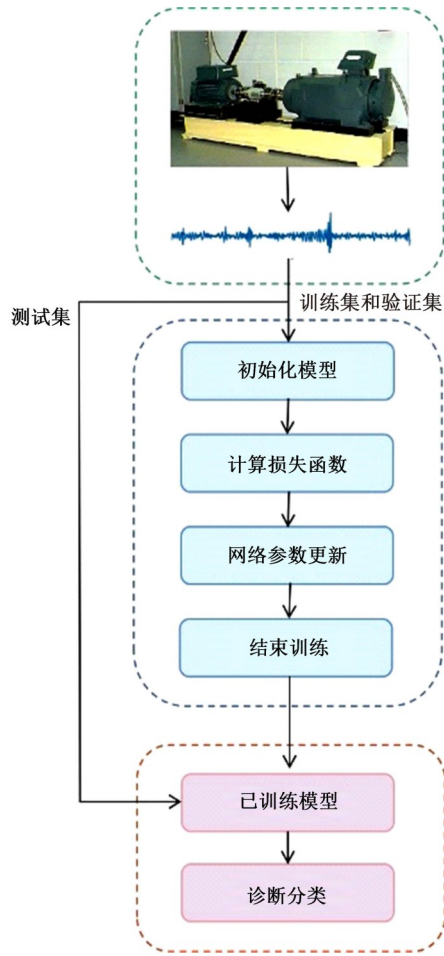 测试集
训练集和验证集
初始化模型
计算损失函数
网络参数更新
结束训练
已训练模型
诊断分类